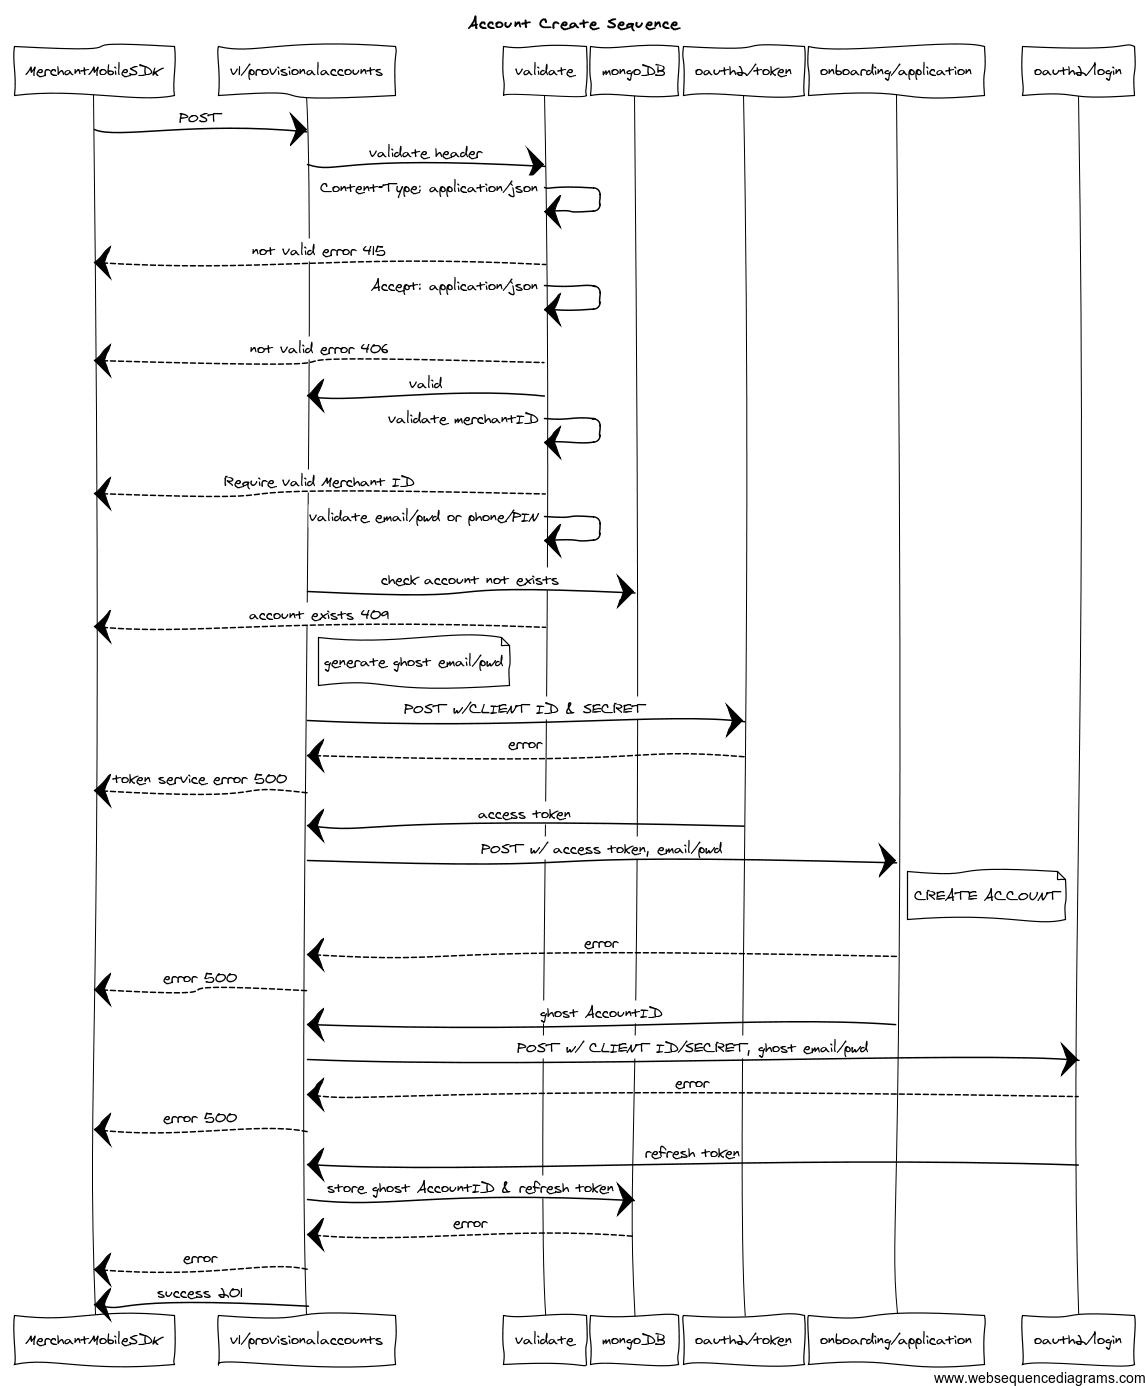 Account Create Sequence
MerchantMobileSDK
v1/provisionalaccounts
validate
mongoDB
oauth2/token
onboarding/application
oauth2/login
POST
validate header
Content-Type: application/json
not valid error 415
Accept: application/json
not valid error 406
valid
validate merchantID
Require valid Merchant ID
validate email/pwd or phone/PIN
check account not exists
account exists 409
generate ghost email/pwd
POST w/CLIENT ID & SECRET
error
token service error 500
access token
POST w/ access token, email/pwd
CREATE ACCOUNT
error
error 500
ghost AccountID
POST w/ CLIENT ID/SECRET, ghost email/pwd
error
error 500
refresh token
store ghost AccountID & refresh token
error
error
success 201
MerchantMobileSDK
v1/provisionalaccounts
validate
mongoDB
oauth2/token
onboarding/application
oauth2/login
www.websequencediagrams.com